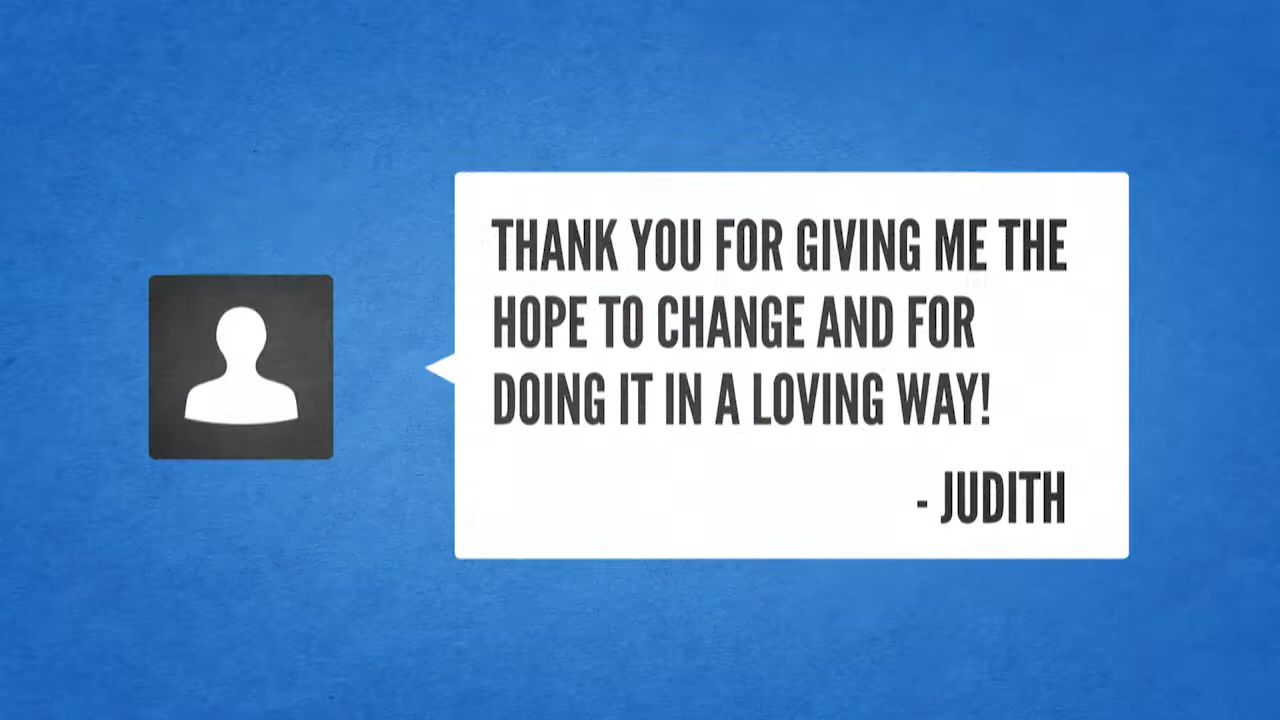 THANK YOU FOR GIVING ME THE
HOPE TO CHANGE AND FOR
DOING IT IN A LOVING WAY!
- JUDITH